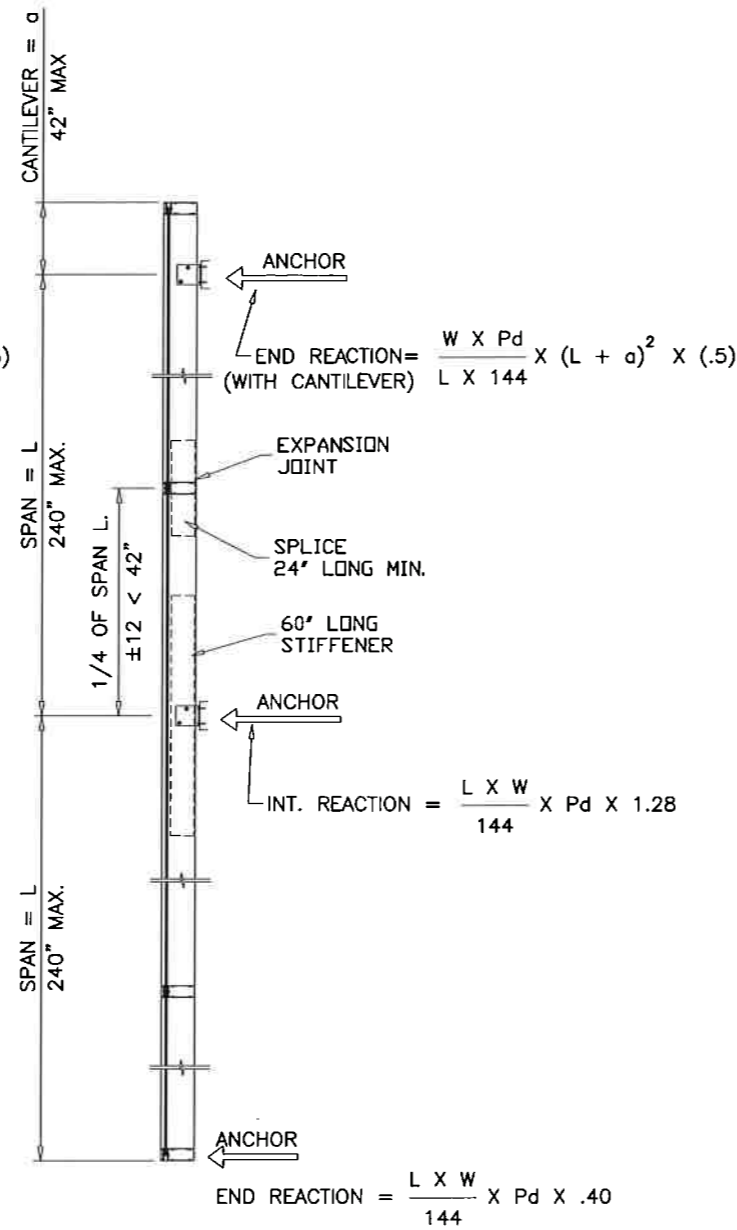 CANTILEVER = a
42" MAX
ANCHOR
5)
END REACTION= W X Pd / L X 144 X (L + a)² X (.5)
(WITH CANTILEVER)
SPAN = L
240" MAX.
EXPANSION
JOINT
1/4 OF SPAN L.
±12 < 42"
SPLICE
24" LONG MIN.
60" LONG
STIFFENER
ANCHOR
INT. REACTION = L X W / 144 X Pd X 1.28
SPAN = L
240" MAX.
ANCHOR
END REACTION = L X W / 144 X Pd X .40